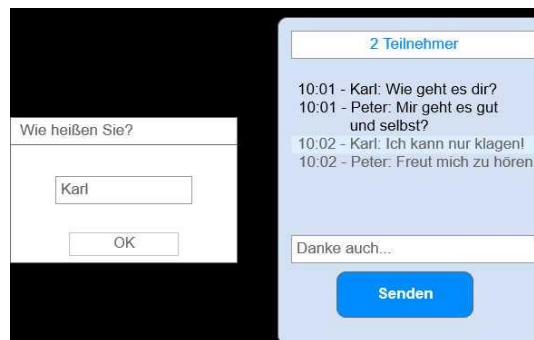 Wie heißen Sie?
Karl
OK
2 Teilnehmer
10:01 - Karl: Wie geht es dir?
10:01 - Peter: Mir geht es gut
und selbst?
10:02 - Karl: Ich kann nur klagen!
10:02 - Peter: Freut mich zu hören
Danke auch...
Senden